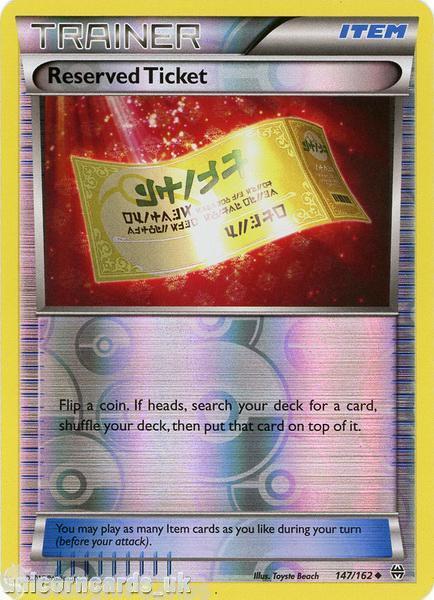 TRAINER
ITEM
Reserved Ticket
Flip a coin. If heads, search your deck for a card,
shuffle your deck, then put that card on top of it.
You may play as many Item cards as you like during your turn
(before your attack).
Illus. Toyste Beach
147/162
unicorncards_uk